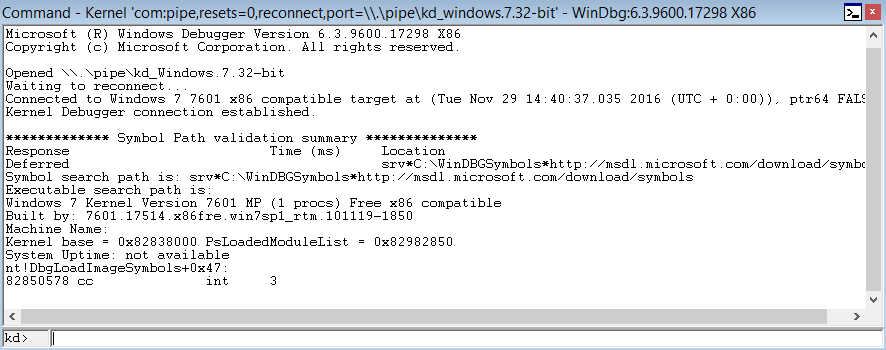 Command - Kernel 'com:pipe,resets=0,reconnect,port=\\.\pipe\kd_windows.7.32-bit' - WinDbg:6.3.9600.17298 X86
Microsoft (R) Windows Debugger Version 6.3.9600.17298 X86
Copyright (c) Microsoft Corporation. All rights reserved.
Opened \\.\pipe\kd_Windows.7.32-bit
Waiting to reconnect...
Connected to Windows 7 7601 x86 compatible target at (Tue Nov 29 14:40:37.035 2016 (UTC + 0:00)), ptr64 FALS
Kernel Debugger connection established.
************* Symbol Path validation summary **************
Response                         Time (ms)     Location
Deferred                                       srv*C:\WinDBGSymbols*http://msdl.microsoft.com/download/symbo
Symbol search path is: srv*C:\WinDBGSymbols*http://msdl.microsoft.com/download/symbols
Executable search path is:
Windows 7 Kernel Version 7601 MP (1 procs) Free x86 compatible
Built by: 7601.17514.x86fre.win7sp1_rtm.101119-1850
Machine Name:
Kernel base = 0x82838000 PsLoadedModuleList = 0x82982850
System Uptime: not available
nt!DbgLoadImageSymbols+0x47:
82850578 cc              int     3
kd>